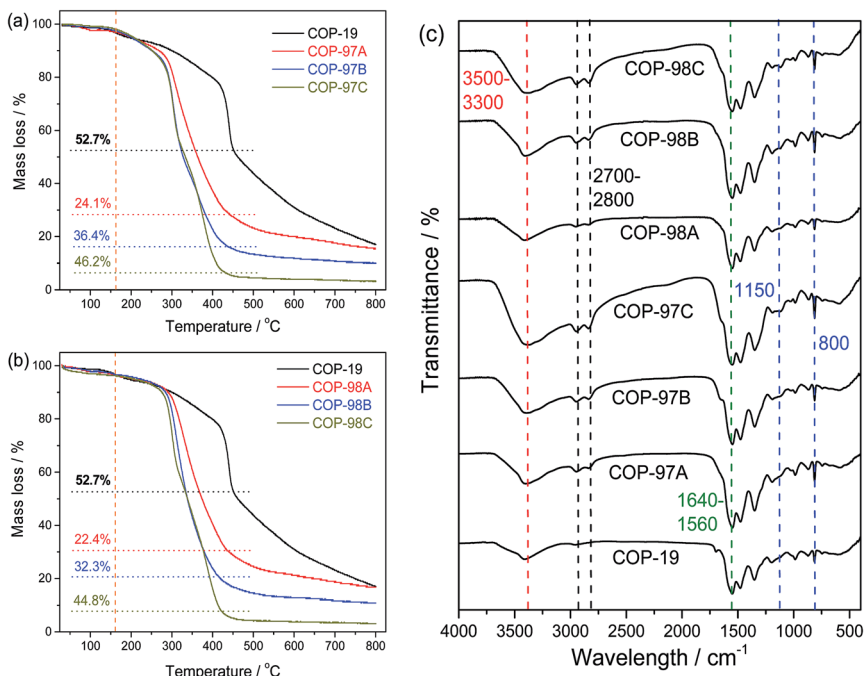 (a)
COP-19
COP-97A
COP-97B
COP-97C
Mass loss / %
100
80
60
40
20
0
52.7%
24.1%
36.4%
46.2%
100 200 300 400 500 600 700 800
Temperature / °C
(b)
COP-19
COP-98A
COP-98B
COP-98C
Mass loss / %
100
80
60
40
20
0
52.7%
22.4%
32.3%
44.8%
100 200 300 400 500 600 700 800
Temperature / °C
(c)
Transmittance / %
COP-98C
3500-
3300
COP-98B
2700-
2800
COP-98A
1150
COP-97C
800
COP-97B
COP-97A
1640-
1560
COP-19
4000 3500 3000 2500 2000 1500 1000 500
Wavelength / cm-1